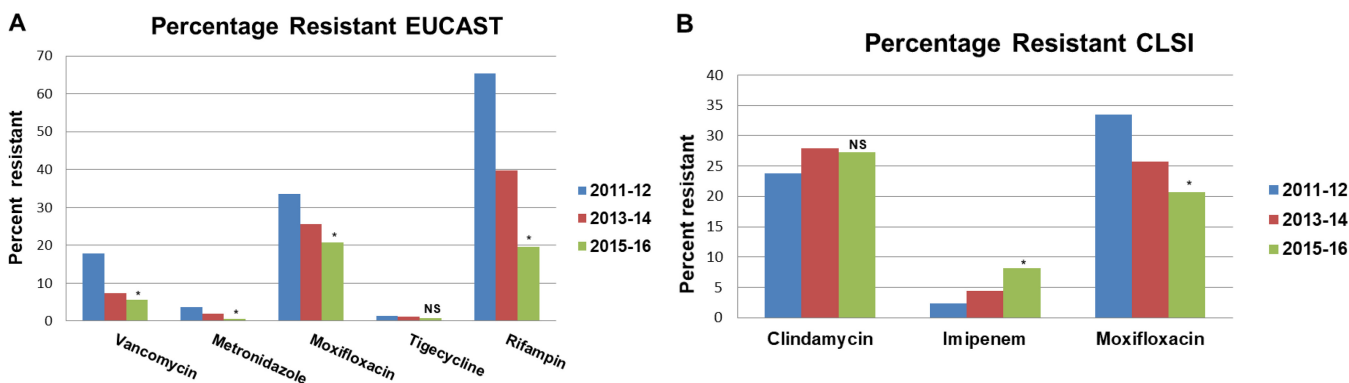 A
Percentage Resistant EUCAST
Percent resistant
70
60
50
40
30
20
10
0
Vancomycin
Metronidazole
Moxifloxacin
Tigecycline
Rifampin
*
*
*
NS
*
2011-12
2013-14
2015-16
B
Percentage Resistant CLSI
Percent resistant
40
35
30
25
20
15
10
5
0
Clindamycin
Imipenem
Moxifloxacin
NS
*
*
2011-12
2013-14
2015-16